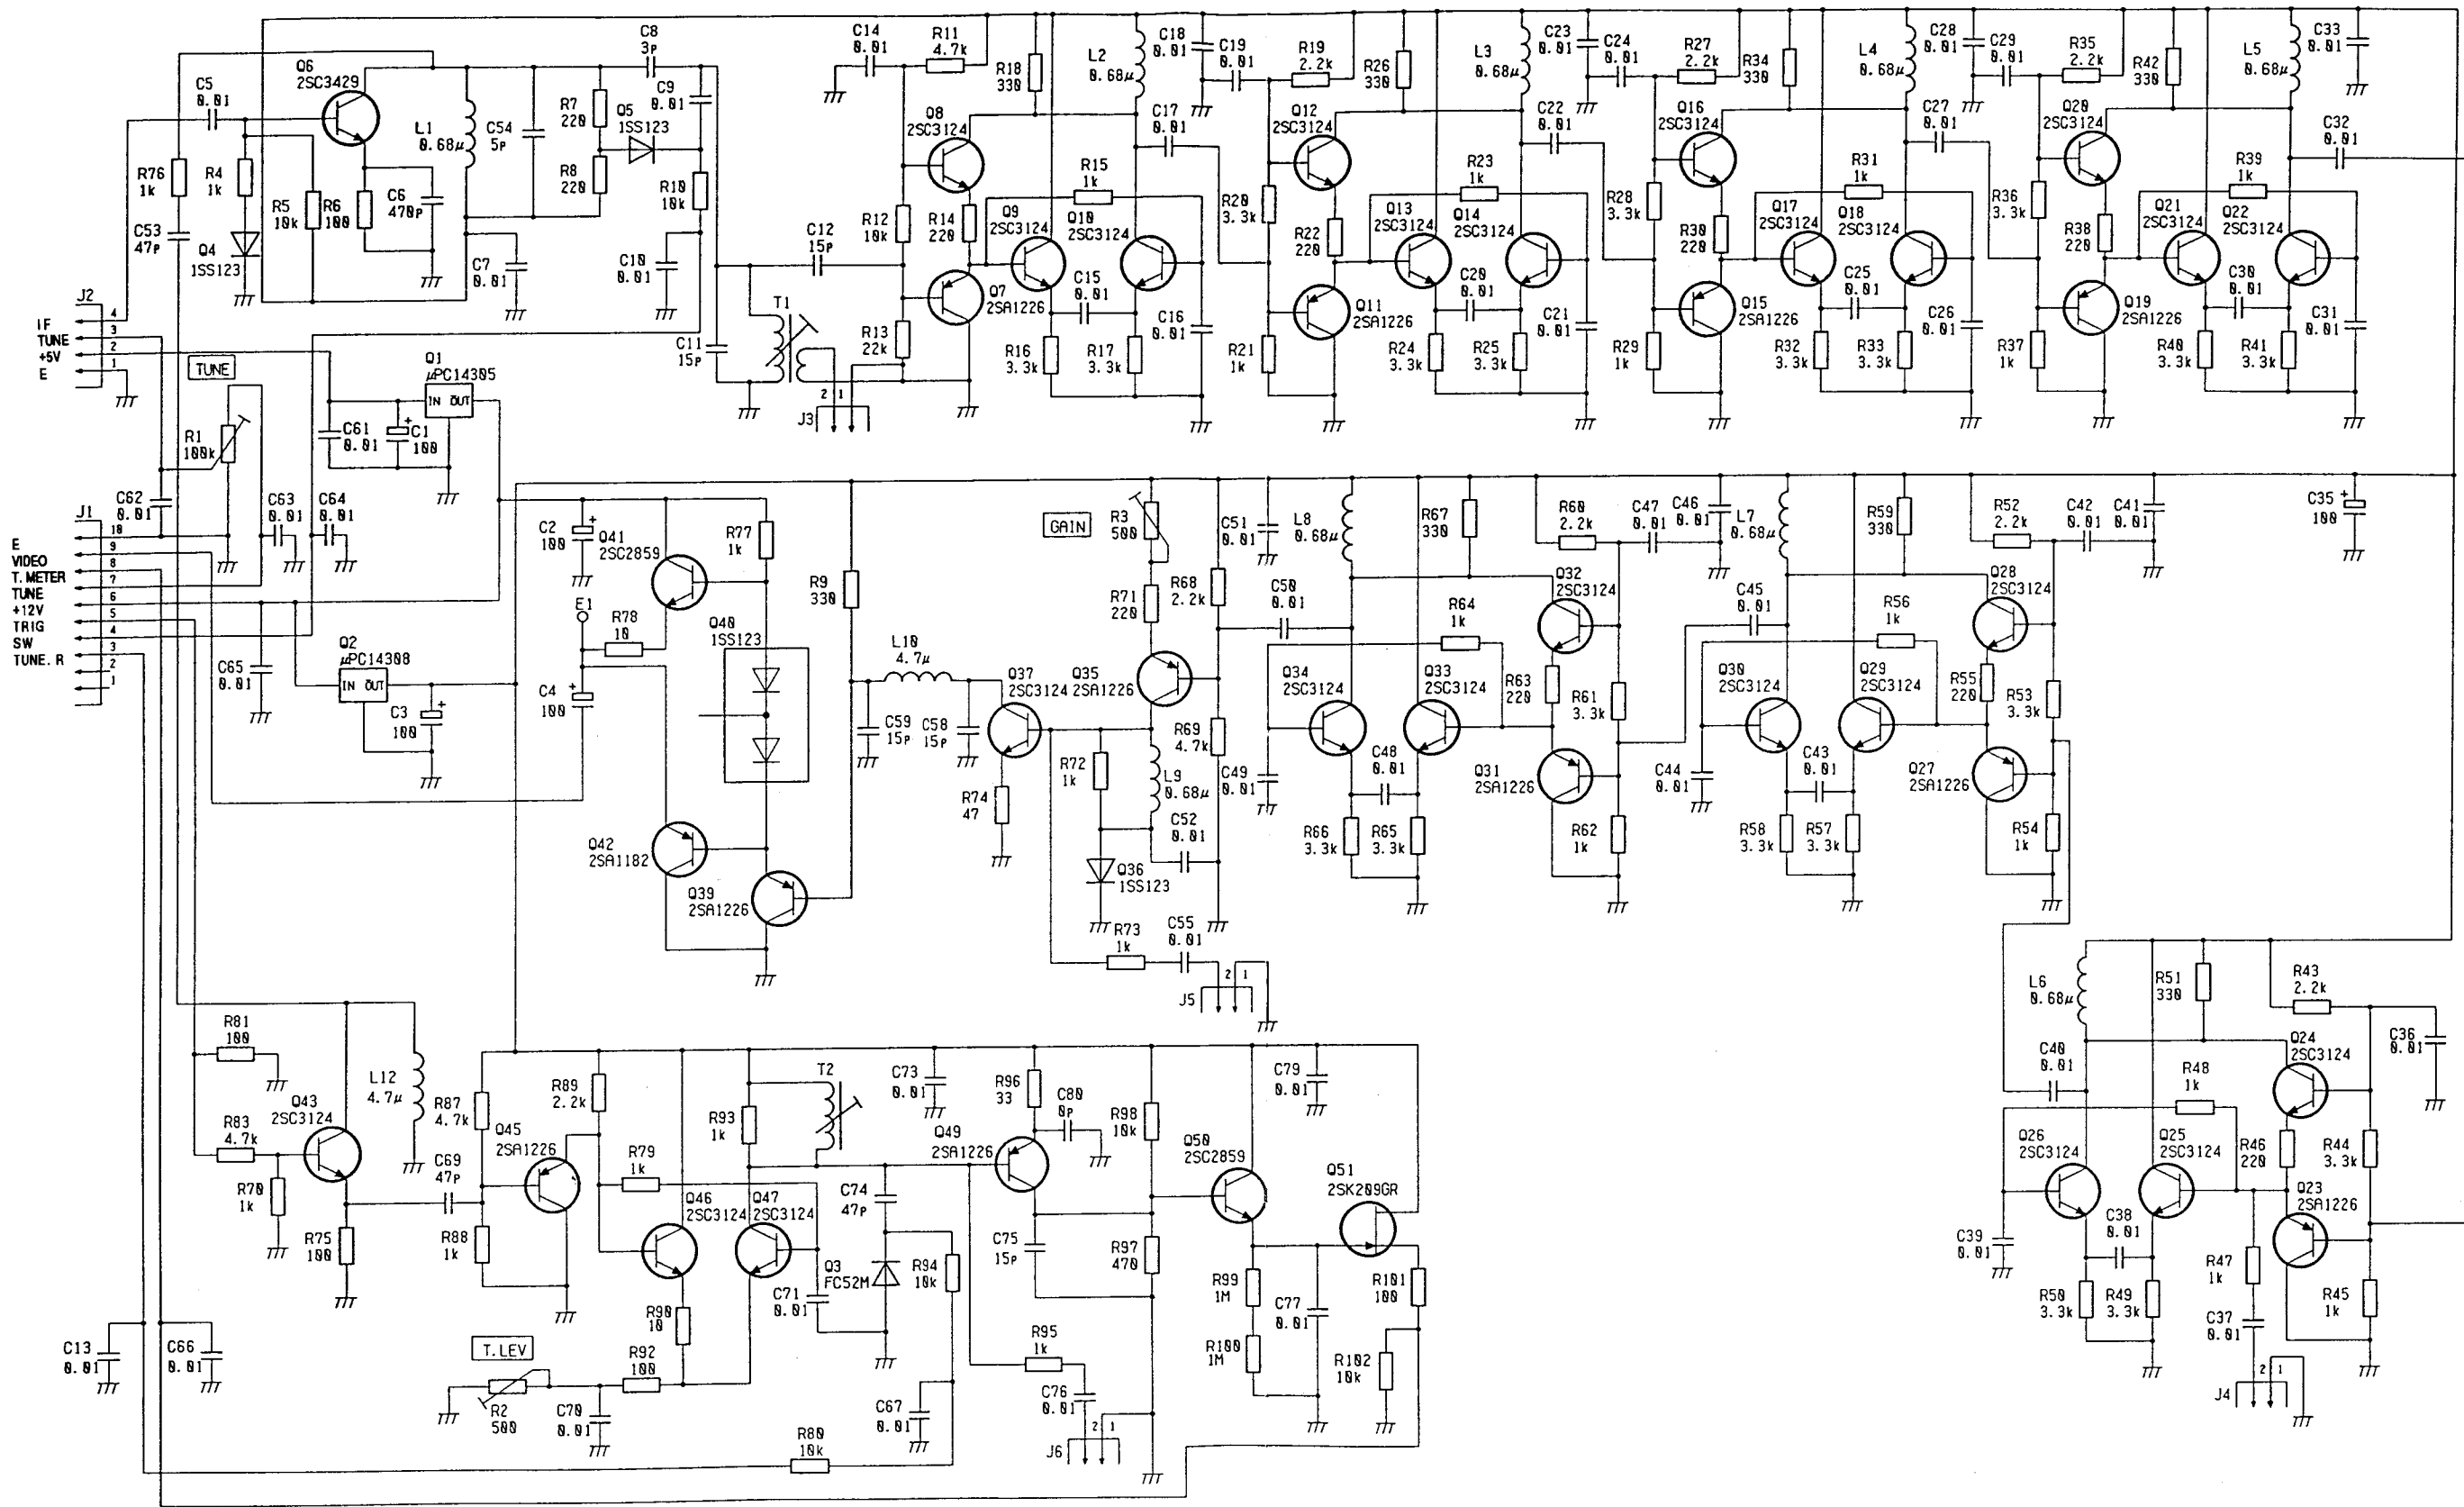 C5
0.01
Q6
2SC3429
R76
1k
R4
1k
C53
47p
Q4
1SS123
R5
10k
R6
100
C6
470p
L1
0.68μ
C54
5p
C7
0.01
R7
220
Q5
1SS123
R8
220
C8
3p
C9
0.01
R10
10k
C10
0.01
C11
15p
T1
C12
15p
J3
2 1
C14
0.01
R11
4.7k
R12
10k
R13
22k
Q8
2SC3124
R14
220
Q7
2SA1226
R18
330
Q9
2SC3124
R15
1k
Q10
2SC3124
C15
0.01
R16
3.3k
R17
3.3k
C16
0.01
L2
0.68μ
C17
0.01
C18
0.01
C19
0.01
R19
2.2k
R20
3.3k
R21
1k
Q12
2SC3124
R22
220
Q11
2SA1226
R26
330
Q13
2SC3124
R23
1k
Q14
2SC3124
C20
0.01
R24
3.3k
R25
3.3k
C21
0.01
L3
0.68μ
C22
0.01
C23
0.01
C24
0.01
R27
2.2k
R28
3.3k
R29
1k
Q16
2SC3124
R30
220
Q15
2SA1226
R34
330
Q17
2SC3124
R31
1k
Q18
2SC3124
C25
0.01
R32
3.3k
R33
3.3k
C26
0.01
L4
0.68μ
C27
0.01
C28
0.01
C29
0.01
R35
2.2k
R36
3.3k
R37
1k
Q20
2SC3124
R38
220
Q19
2SA1226
R42
330
Q21
2SC3124
R39
1k
Q22
2SC3124
C30
0.01
R40
3.3k
R41
3.3k
C31
0.01
L5
0.68μ
C32
0.01
C33
0.01
J2
IF 4
TUNE 3
+5V 2
E 1
TUNE
R1
100k
Q1
μPC14305
IN OUT
C61
0.01
C1
100
C62
0.01
C63
0.01
C64
0.01
J1
E 10
VIDEO 9
T.METER 8
TUNE 7
+12V 6
TRIG 5
SW 4
TUNE.R 3
2
1
C65
0.01
Q2
μPC14308
IN OUT
C3
100
C2
100
Q41
2SC2859
R77
1k
E1
R78
10
C4
100
Q40
1SS123
Q42
2SA1182
Q39
2SA1226
R9
330
L10
4.7μ
C59
15p
C58
15p
Q37
2SC3124
R74
47
GAIN
R3
500
R71
220
R68
2.2k
Q35
2SA1226
R69
4.7k
R72
1k
L9
0.68μ
C52
0.01
Q36
1SS123
R73
1k
C55
0.01
J5
2 1
C51
0.01
C50
0.01
C49
0.01
L8
0.68μ
R67
330
R64
1k
Q34
2SC3124
Q33
2SC3124
C48
0.01
R66
3.3k
R65
3.3k
Q32
2SC3124
R63
220
R61
3.3k
Q31
2SA1226
R62
1k
R60
2.2k
C47
0.01
C46
0.01
C45
0.01
C44
0.01
L7
0.68μ
R59
330
R56
1k
Q30
2SC3124
Q29
2SC3124
C43
0.01
R58
3.3k
R57
3.3k
Q28
2SC3124
R55
220
R53
3.3k
Q27
2SA1226
R54
1k
R52
2.2k
C42
0.01
C41
0.01
C35
100
L6
0.68μ
R51
330
R43
2.2k
C40
0.01
R48
1k
Q24
2SC3124
C36
0.01
Q26
2SC3124
Q25
2SC3124
R46
220
R44
3.3k
Q23
2SA1226
C39
0.01
C38
0.01
R50
3.3k
R49
3.3k
R47
1k
C37
0.01
R45
1k
J4
2 1
R81
100
R83
4.7k
Q43
2SC3124
R70
1k
R75
100
L12
4.7μ
C69
47p
R87
4.7k
R88
1k
Q45
2SA1226
R89
2.2k
R79
1k
Q46
2SC3124
Q47
2SC3124
R90
10
R92
100
T.LEV
R2
500
C70
0.01
R93
1k
T2
C71
0.01
C74
47p
Q3
FC52M
R94
10k
C73
0.01
C67
0.01
R80
10k
Q49
2SA1226
R96
33
C80
0p
C75
15p
R95
1k
C76
0.01
J6
2 1
R98
10k
R97
470
Q50
2SC2859
C79
0.01
Q51
2SK209GR
R99
1M
R100
1M
C77
0.01
R101
100
R102
10k
C13
0.01
C66
0.01